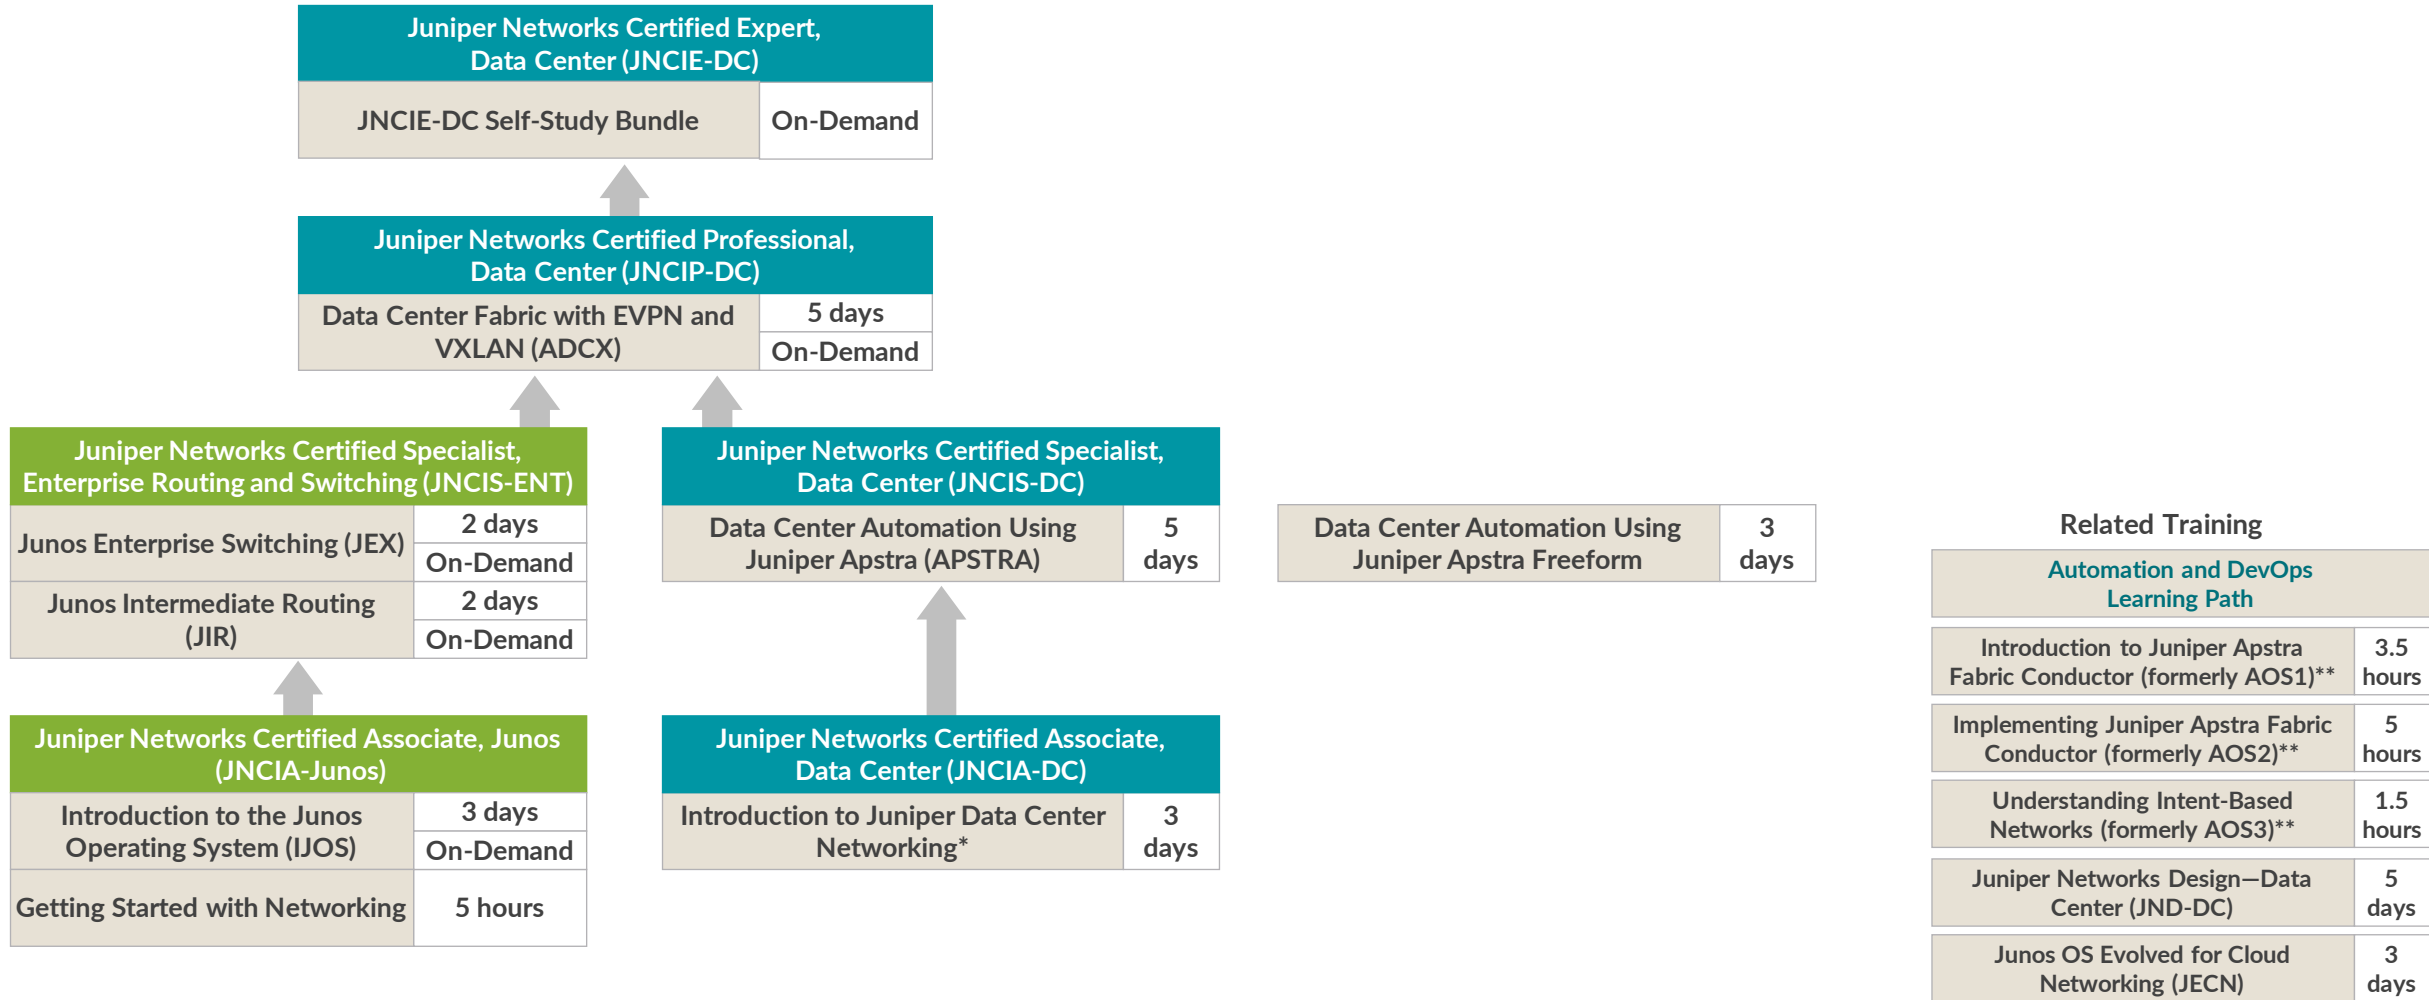 Juniper Networks Certified Expert,
Data Center (JNCIE-DC)
JNCIE-DC Self-Study Bundle
On-Demand
Juniper Networks Certified Professional,
Data Center (JNCIP-DC)
Data Center Fabric with EVPN and
VXLAN (ADCX)
5 days
On-Demand
Juniper Networks Certified Specialist,
Enterprise Routing and Switching (JNCIS-ENT)
Junos Enterprise Switching (JEX)
2 days
On-Demand
Junos Intermediate Routing
(JIR)
2 days
On-Demand
Juniper Networks Certified Associate, Junos
(JNCIA-Junos)
Introduction to the Junos
Operating System (IJOS)
3 days
On-Demand
Getting Started with Networking
5 hours
Juniper Networks Certified Specialist,
Data Center (JNCIS-DC)
Data Center Automation Using
Juniper Apstra (APSTRA)
5
days
Juniper Networks Certified Associate,
Data Center (JNCIA-DC)
Introduction to Juniper Data Center
Networking*
3
days
Data Center Automation Using
Juniper Apstra Freeform
3
days
Related Training
Automation and DevOps
Learning Path
Introduction to Juniper Apstra
Fabric Conductor (formerly AOS1)**
3.5
hours
Implementing Juniper Apstra Fabric
Conductor (formerly AOS2)**
5
hours
Understanding Intent-Based
Networks (formerly AOS3)**
1.5
hours
Juniper Networks Design—Data
Center (JND-DC)
5
days
Junos OS Evolved for Cloud
Networking (JECN)
3
days